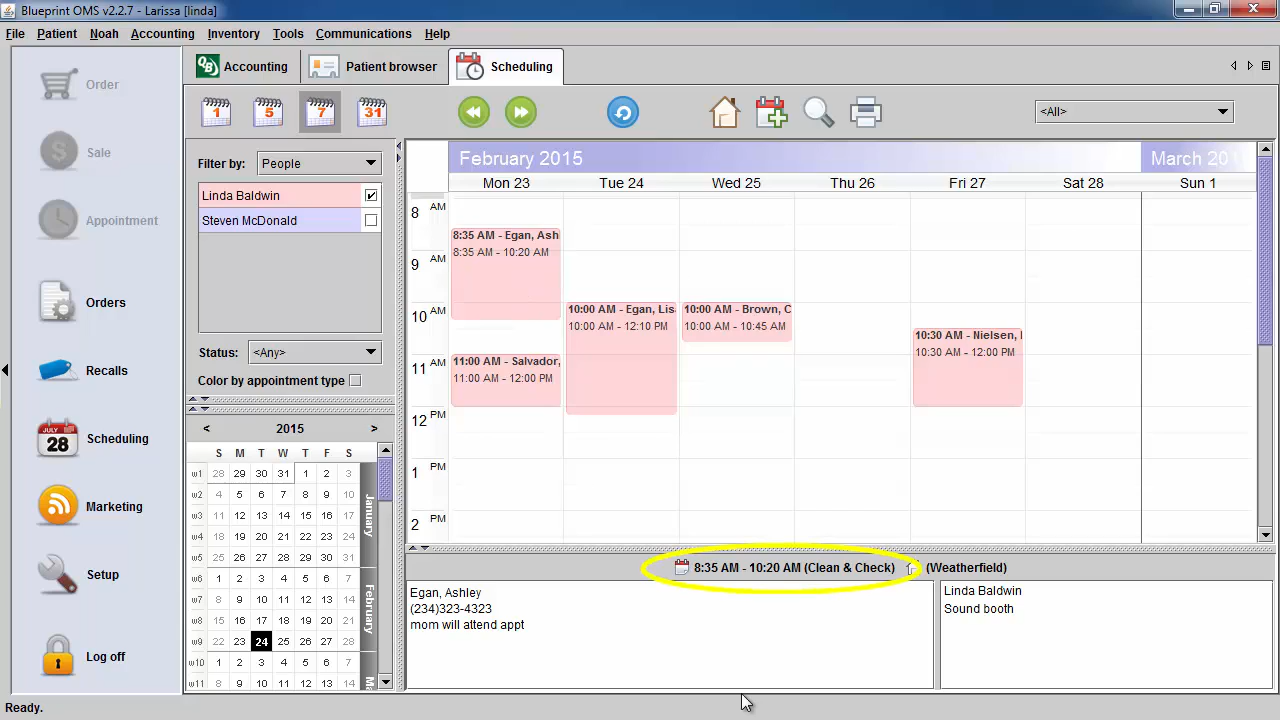 Blueprint OMS v2.2.7 - Larissa [linda]
File Patient Noah Accounting Inventory Tools Communications Help
Order
Sale
Appointment
Orders
Recalls
Scheduling
JULY
28
Marketing
Setup
Log off
QB Accounting Patient browser Scheduling
1 5 7 31
<All>
Filter by: People
Linda Baldwin
Steven McDonald
Status: <Any>
Color by appointment type
< 2015 >
S M T W T F S
w1 28 29 30 31 1 2 3
w2 4 5 6 7 8 9 10
w3 11 12 13 14 15 16 17
w4 18 19 20 21 22 23 24
w5 25 26 27 28 29 30 31
w6 1 2 3 4 5 6 7
w7 8 9 10 11 12 13 14
w8 15 16 17 18 19 20 21
w9 22 23 24 25 26 27 28
w10 1 2 3 4 5 6 7
w11 8 9 10 11 12 13 14
January
February
February 2015 March 20
Mon 23 Tue 24 Wed 25 Thu 26 Fri 27 Sat 28 Sun 1
8 AM
9 AM
10 AM
11 AM
12 PM
1 PM
2 PM
8:35 AM - Egan, Ash
8:35 AM - 10:20 AM
11:00 AM - Salvador,
11:00 AM - 12:00 PM
10:00 AM - Egan, Lis
10:00 AM - 12:10 PM
10:00 AM - Brown, C
10:00 AM - 10:45 AM
10:30 AM - Nielsen,
10:30 AM - 12:00 PM
8:35 AM - 10:20 AM (Clean & Check) (Weatherfield)
Egan, Ashley
(234)323-4323
mom will attend appt
Linda Baldwin
Sound booth
Ready.